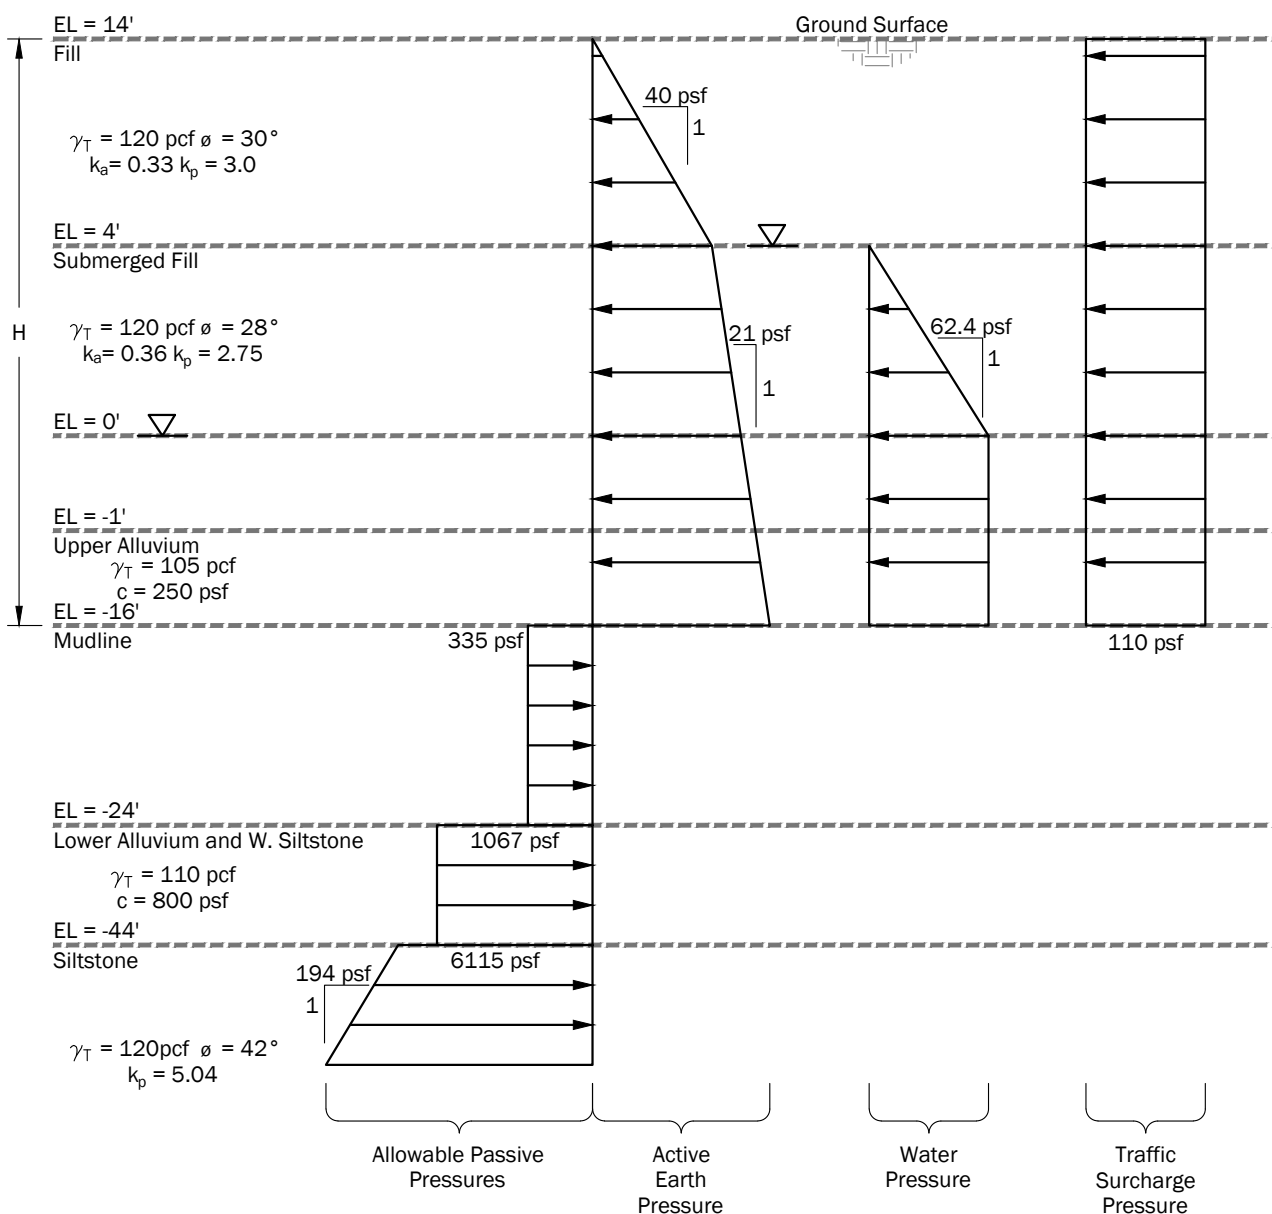 EL = 14'
Ground Surface
Fill
40 psf
1
γT = 120 pcf ø = 30°
ka= 0.33 kp = 3.0
EL = 4'
Submerged Fill
H
γT = 120 pcf ø = 28°
ka= 0.36 kp = 2.75
21 psf
1
62.4 psf
1
EL = 0'
EL = -1'
Upper Alluvium
γT = 105 pcf
c = 250 psf
EL = -16'
Mudline
335 psf
110 psf
EL = -24'
Lower Alluvium and W. Siltstone
1067 psf
γT = 110 pcf
c = 800 psf
EL = -44'
Siltstone
6115 psf
194 psf
1
γT = 120pcf ø = 42°
kp = 5.04
Allowable Passive
Pressures
Active
Earth
Pressure
Water
Pressure
Traffic
Surcharge
Pressure